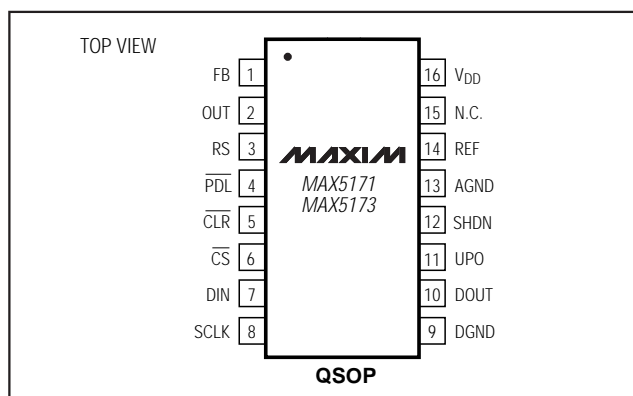 TOP VIEW
FB 1
OUT 2
RS 3
PDL 4
CLR 5
CS 6
DIN 7
SCLK 8
MAXIM
MAX5171
MAX5173
16 VDD
15 N.C.
14 REF
13 AGND
12 SHDN
11 UPO
10 DOUT
9 DGND
QSOP